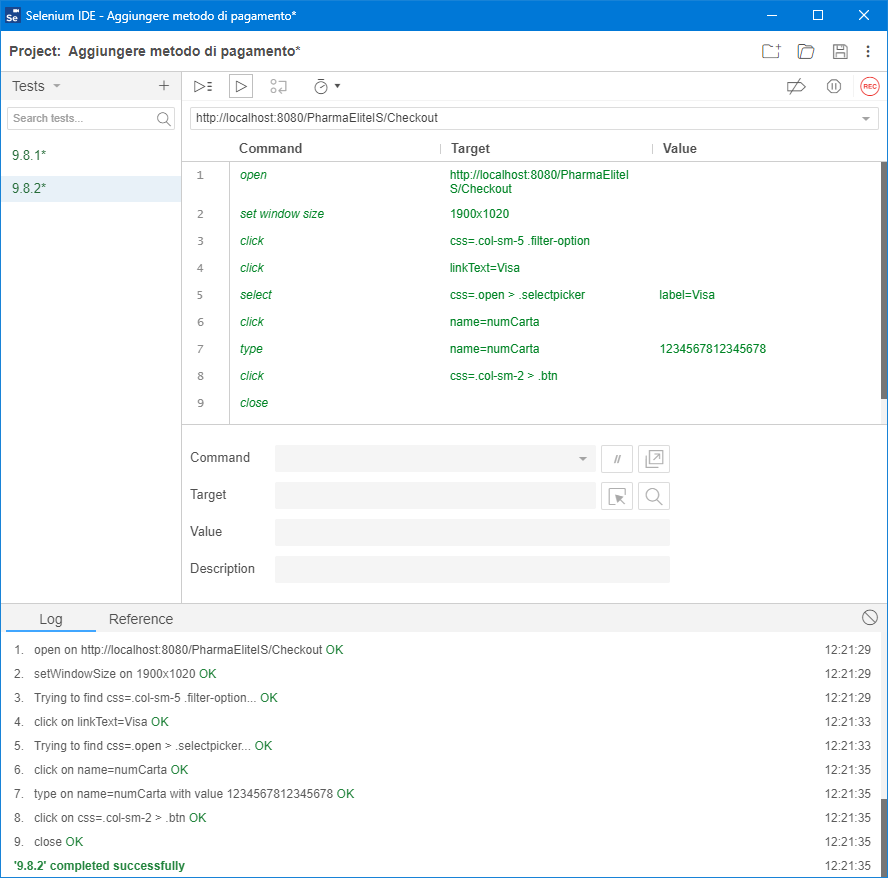 Selenium IDE - Aggiungere metodo di pagamento*
Project: Aggiungere metodo di pagamento*
Tests
REC
Search tests...
http://localhost:8080/PharmaEliteIS/Checkout
9.8.1*
9.8.2*
Command Target Value
1 open http://localhost:8080/PharmaEliteI
S/Checkout
2 set window size 1900x1020
3 click css=.col-sm-5 .filter-option
4 click linkText=Visa
5 select css=.open > .selectpicker label=Visa
6 click name=numCarta
7 type name=numCarta 1234567812345678
8 click css=.col-sm-2 > .btn
9 close
Command //
Target
Value
Description
Log Reference
1. open on http://localhost:8080/PharmaEliteIS/Checkout OK 12:21:29
2. setWindowSize on 1900x1020 OK 12:21:29
3. Trying to find css=.col-sm-5 .filter-option... OK 12:21:29
4. click on linkText=Visa OK 12:21:33
5. Trying to find css=.open > .selectpicker... OK 12:21:33
6. click on name=numCarta OK 12:21:35
7. type on name=numCarta with value 1234567812345678 OK 12:21:35
8. click on css=.col-sm-2 > .btn OK 12:21:35
9. close OK 12:21:35
'9.8.2' completed successfully 12:21:35